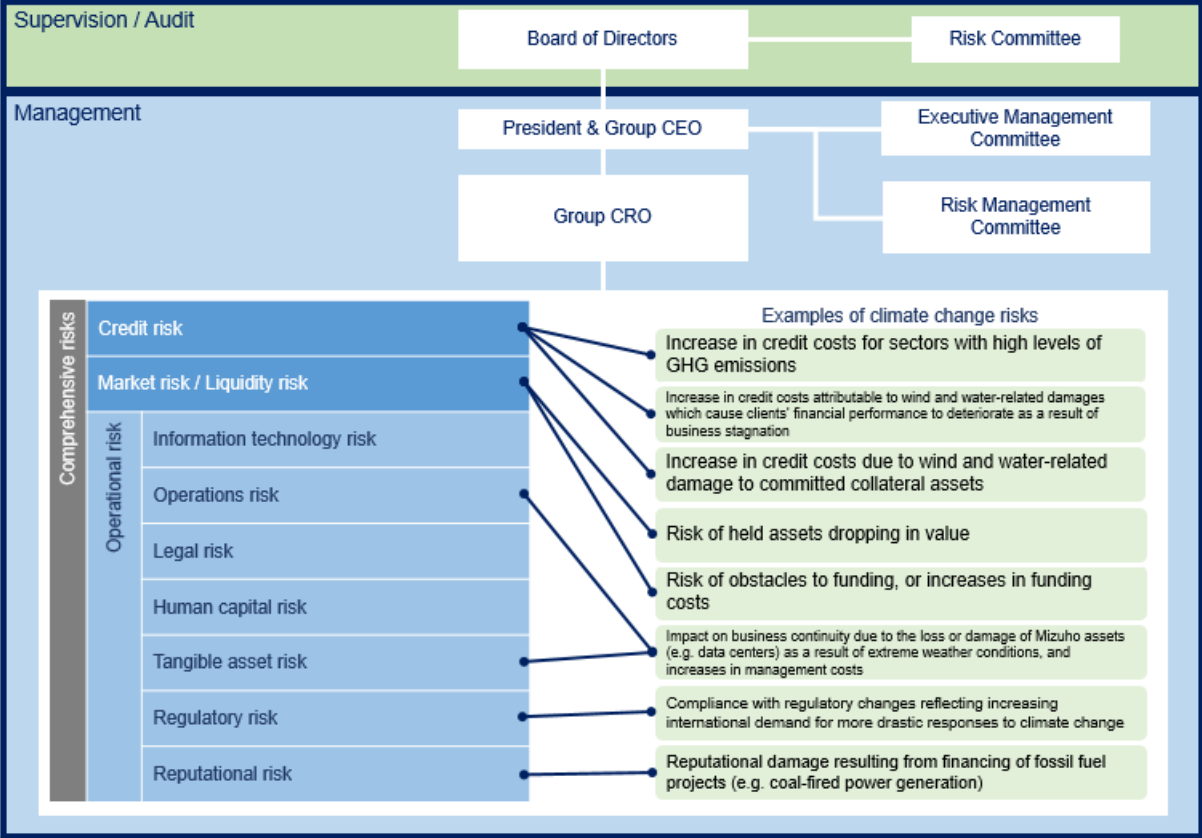 Supervision / Audit
Board of Directors
Risk Committee
Management
President & Group CEO
Executive Management
Committee
Group CRO
Risk Management
Committee
Comprehensive risks
Credit risk
Market risk / Liquidity risk
Operational risk
Information technology risk
Operations risk
Legal risk
Human capital risk
Tangible asset risk
Regulatory risk
Reputational risk
Examples of climate change risks
Increase in credit costs for sectors with high levels of
GHG emissions
Increase in credit costs attributable to wind and water-related damages
which cause clients' financial performance to deteriorate as a result of
business stagnation
Increase in credit costs due to wind and water-related
damage to committed collateral assets
Risk of held assets dropping in value
Risk of obstacles to funding, or increases in funding
costs
Impact on business continuity due to the loss or damage of Mizuho assets
(e.g. data centers) as a result of extreme weather conditions, and
increases in management costs
Compliance with regulatory changes reflecting increasing
international demand for more drastic responses to climate change
Reputational damage resulting from financing of fossil fuel
projects (e.g. coal-fired power generation)